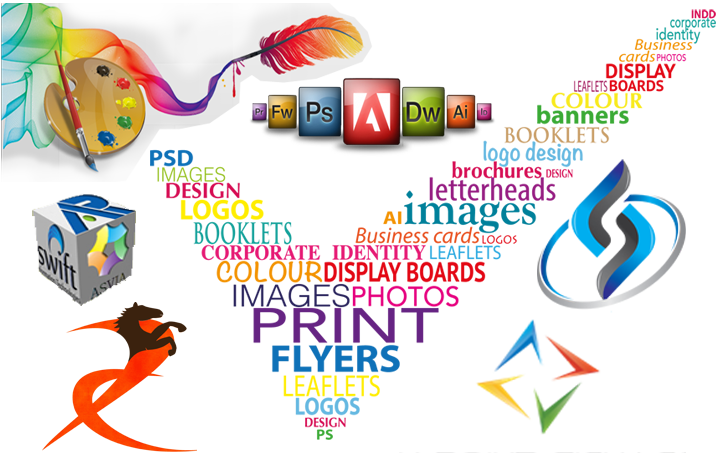 INDD
corporate
identity
Business
cards PHOTOS
DISPLAY
LEAFLETS BOARDS
COLOUR
banners
BOOKLETS
logo design
brochures DESIGN
letterheads
AI images
Business cards LOGOS
Pr Fw Ps Dw Ai In
PSD
IMAGES
DESIGN
LOGOS
BOOKLETS
CORPORATE IDENTITY LEAFLETS
COLOUR DISPLAY BOARDS
IMAGES PHOTOS
PRINT
FLYERS
LEAFLETS
LOGOS
DESIGN
PS
swift
ASVIA